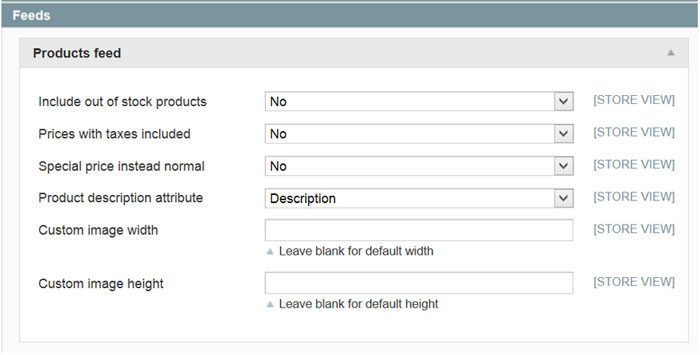 Feeds
Products feed
Include out of stock products No [STORE VIEW]
Prices with taxes included No [STORE VIEW]
Special price instead normal No [STORE VIEW]
Product description attribute Description [STORE VIEW]
Custom image width [STORE VIEW]
Leave blank for default width
Custom image height [STORE VIEW]
Leave blank for default height